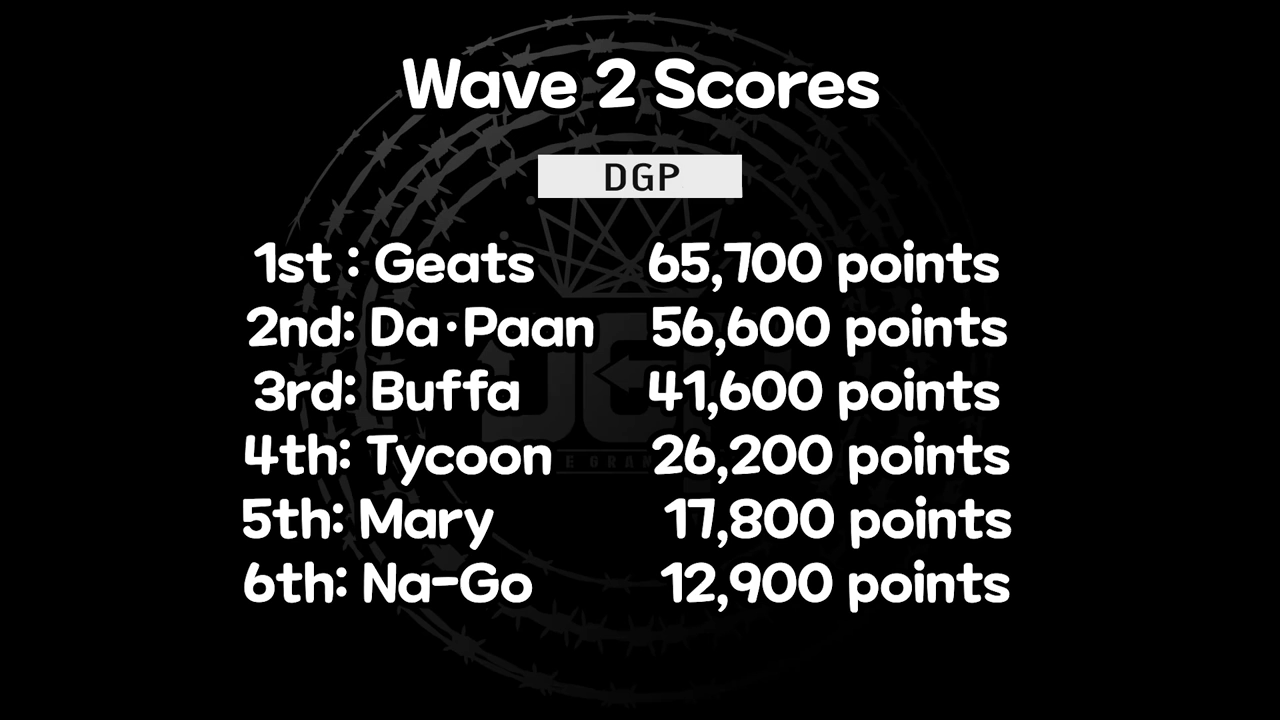 Wave 2 Scores
DGP
1st : Geats 65,700 points
2nd: Da·Paan 56,600 points
3rd: Buffa 41,600 points
4th: Tycoon 26,200 points
5th: Mary 17,800 points
6th: Na-Go 12,900 points